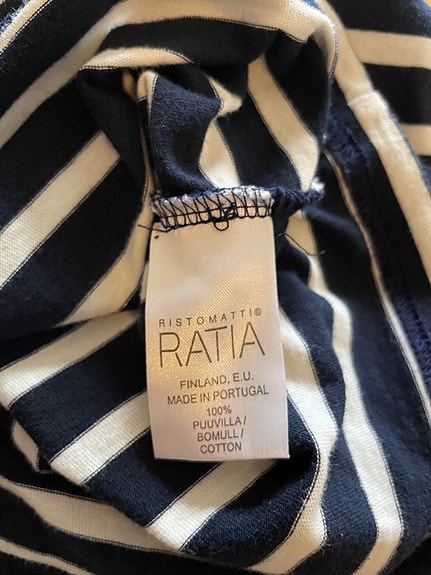 RISTOMATTI®
RATIA
FINLAND, E.U.
MADE IN PORTUGAL
100%
PUUVILLA/
BOMULL/
COTTON